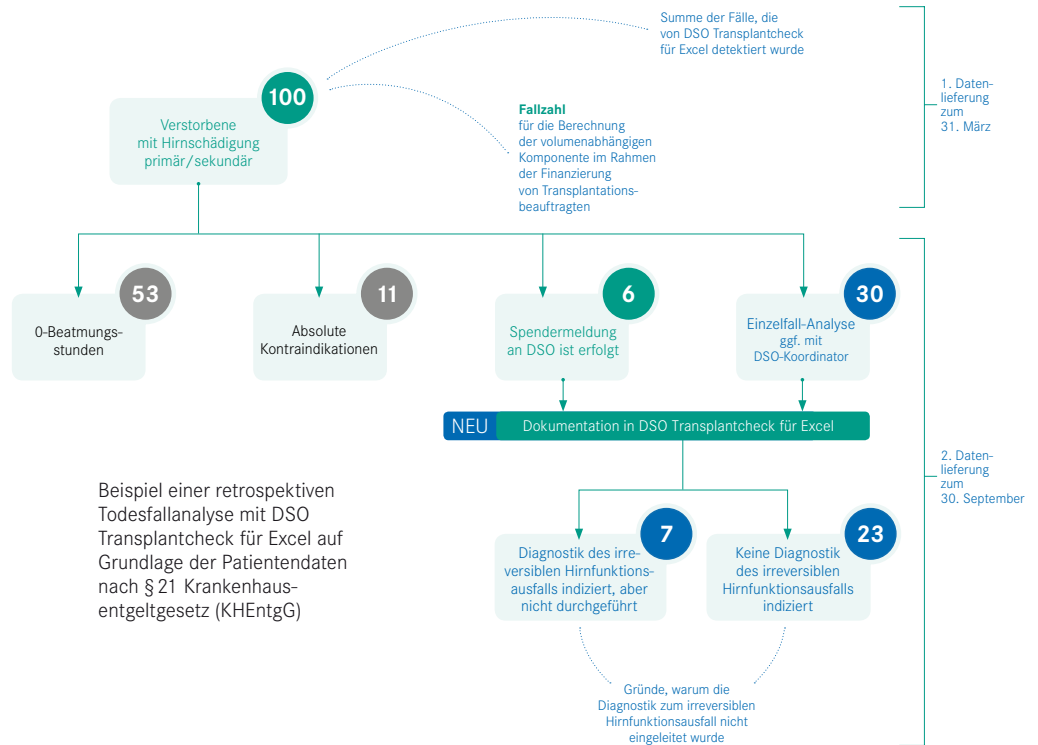 Summe der Fälle, die
von DSO Transplantcheck
für Excel detektiert wurde
100
Verstorbene
mit Hirnschädigung
primär/sekundär
Fallzahl
für die Berechnung
der volumenabhängigen
Komponente im Rahmen
der Finanzierung
von Transplantations-
beauftragten
1. Daten-
lieferung
zum
31. März
53
0-Beatmungs-
stunden
11
Absolute
Kontraindikationen
6
Spendermeldung
an DSO ist erfolgt
30
Einzelfall-Analyse
ggf. mit
DSO-Koordinator
NEU Dokumentation in DSO Transplantcheck für Excel
2. Daten-
lieferung
zum
30. September
Beispiel einer retrospektiven
Todesfallanalyse mit DSO
Transplantcheck für Excel auf
Grundlage der Patientendaten
nach § 21 Krankenhaus-
entgeltgesetz (KHEntgG)
7
Diagnostik des irre-
versiblen Hirnfunktions-
ausfalls indiziert, aber
nicht durchgeführt
23
Keine Diagnostik
des irreversiblen
Hirnfunktionsausfalls
indiziert
Gründe, warum die
Diagnostik zum irreversiblen
Hirnfunktionsausfall nicht
eingeleitet wurde